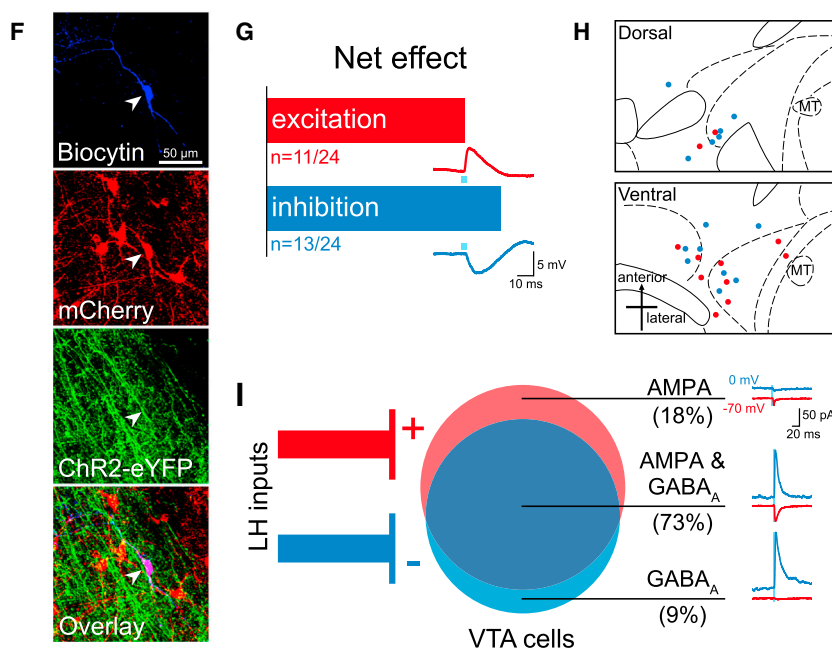 F
Biocytin
50 µm
mCherry
ChR2-eYFP
Overlay
G
Net effect
excitation
n=11/24
inhibition
n=13/24
5 mV
10 ms
H
Dorsal
MT
Ventral
MT
anterior
lateral
I
LH inputs
+
-
VTA cells
AMPA
(18%)
AMPA &
GABAA
(73%)
GABAA
(9%)
0 mV
-70 mV
50 pA
20 ms